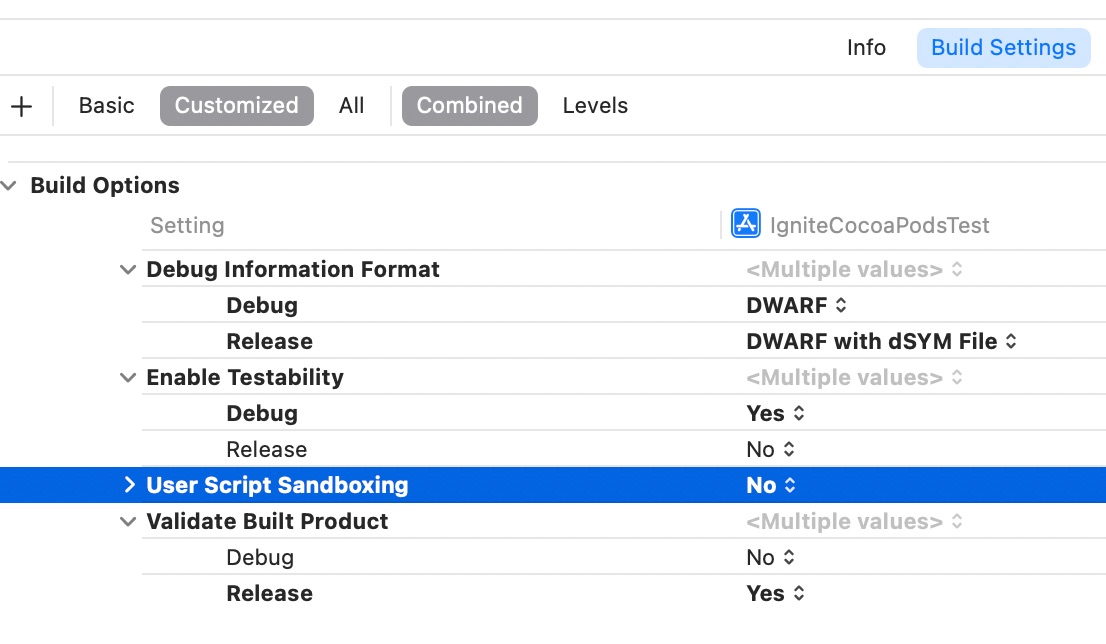 Info Build Settings
+ Basic Customized All Combined Levels
Build Options
Setting IgniteCocoaPodsTest
Debug Information Format <Multiple values>
Debug DWARF
Release DWARF with dSYM File
Enable Testability <Multiple values>
Debug Yes
Release No
User Script Sandboxing No
Validate Built Product <Multiple values>
Debug No
Release Yes